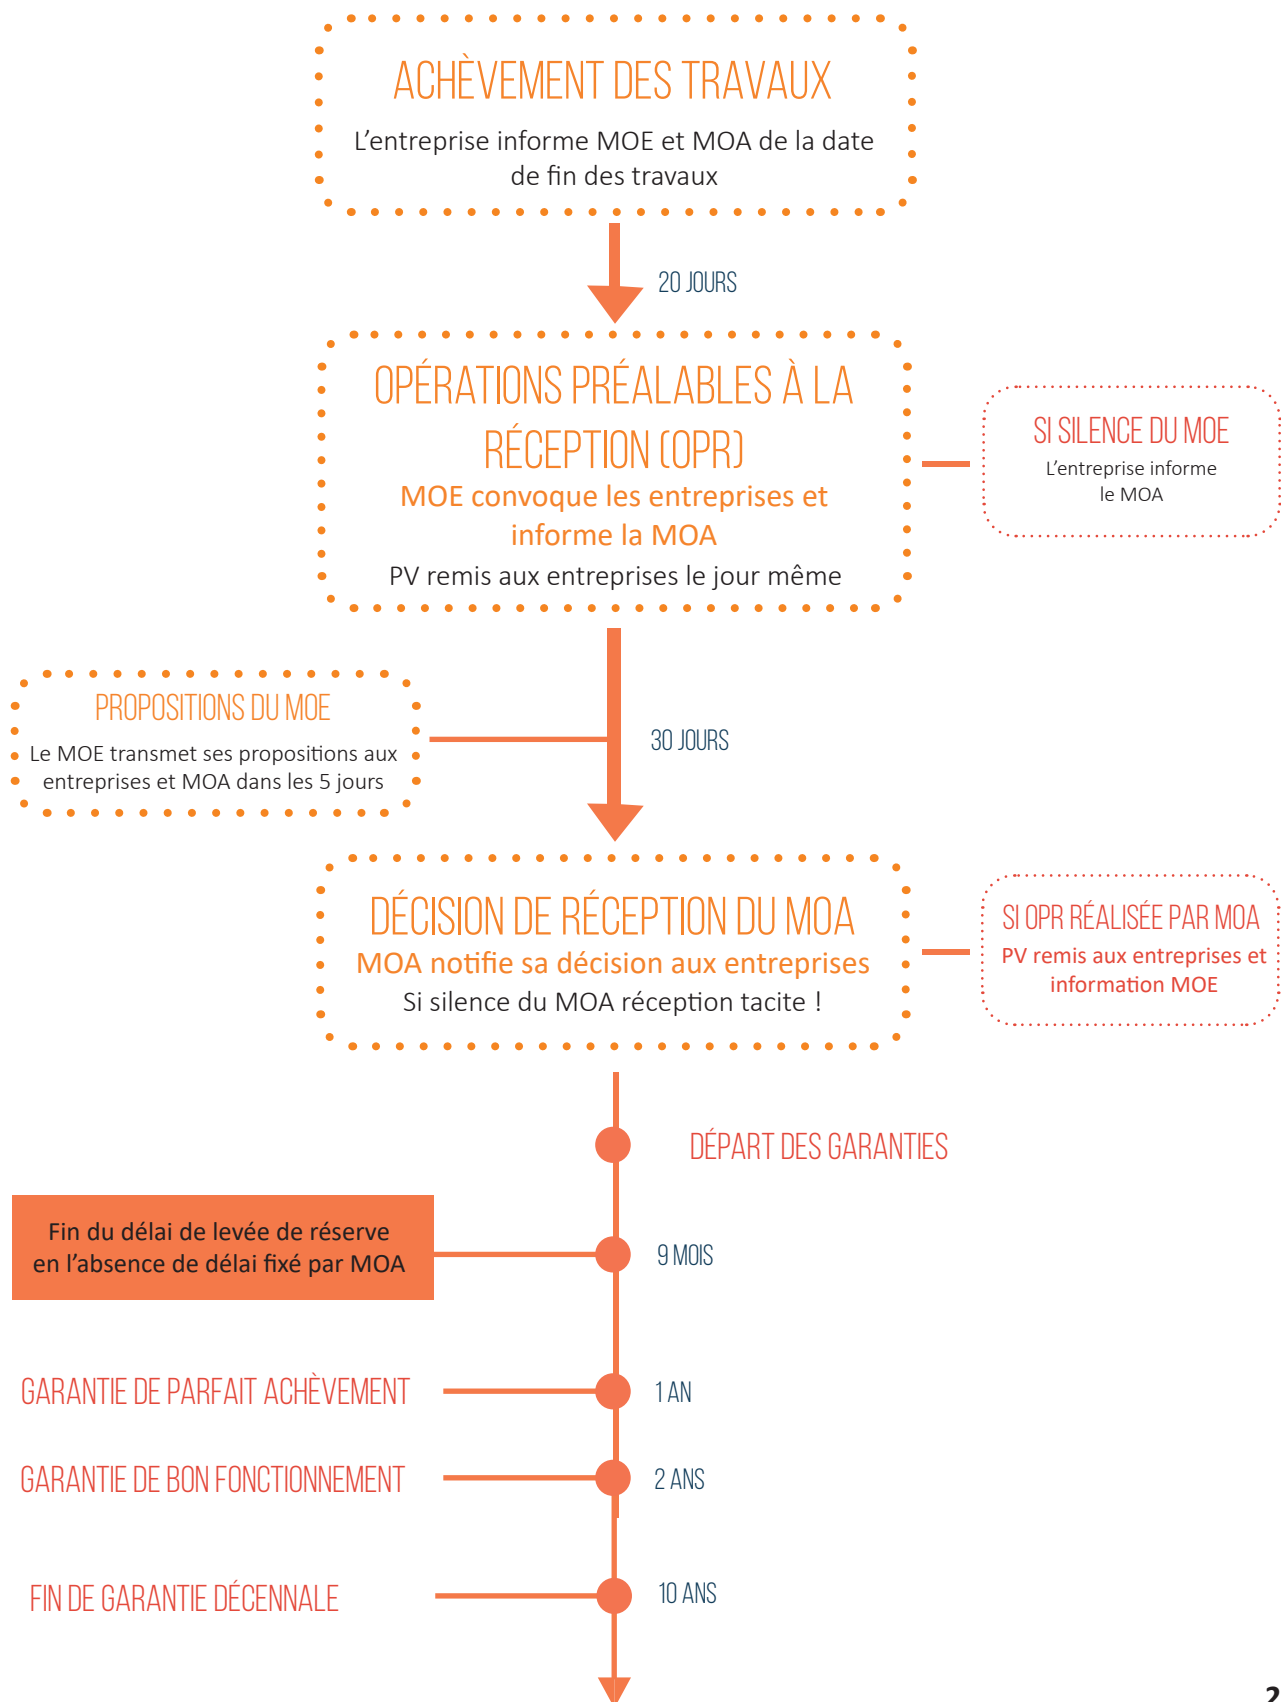 ACHÈVEMENT DES TRAVAUX
L'entreprise informe MOE et MOA de la date
de fin des travaux
20 JOURS
OPÉRATIONS PRÉALABLES À LA
RÉCEPTION (OPR)
MOE convoque les entreprises et
informe la MOA
PV remis aux entreprises le jour même
SI SILENCE DU MOE
L'entreprise informe
le MOA
PROPOSITIONS DU MOE
Le MOE transmet ses propositions aux
entreprises et MOA dans les 5 jours
30 JOURS
DÉCISION DE RÉCEPTION DU MOA
MOA notifie sa décision aux entreprises
Si silence du MOA réception tacite !
SI OPR RÉALISÉE PAR MOA
PV remis aux entreprises et
information MOE
DÉPART DES GARANTIES
Fin du délai de levée de réserve
en l'absence de délai fixé par MOA
9 MOIS
GARANTIE DE PARFAIT ACHÈVEMENT
1 AN
GARANTIE DE BON FONCTIONNEMENT
2 ANS
FIN DE GARANTIE DÉCENNALE
10 ANS
2